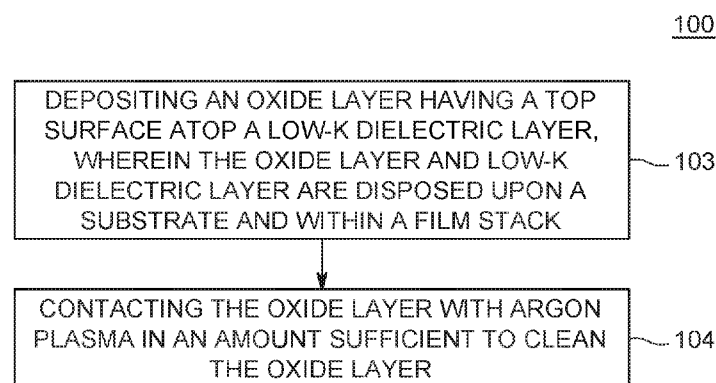 100
DEPOSITING AN OXIDE LAYER HAVING A TOP
SURFACE ATOP A LOW-K DIELECTRIC LAYER,
WHEREIN THE OXIDE LAYER AND LOW-K
DIELECTRIC LAYER ARE DISPOSED UPON A
SUBSTRATE AND WITHIN A FILM STACK
103
CONTACTING THE OXIDE LAYER WITH ARGON
PLASMA IN AN AMOUNT SUFFICIENT TO CLEAN
THE OXIDE LAYER
104